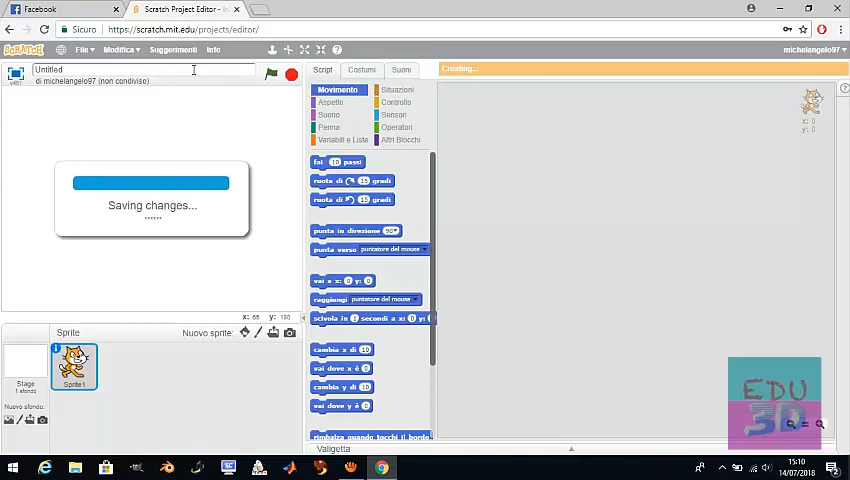 Facebook
Scratch Project Editor - I
Sicuro
https://scratch.mit.edu/projects/editor/
SCRATCH
File
Modifica
Suggerimenti
Info
michelangelo97
Untitled
di michelangelo97 (non condiviso)
v461
Script
Costumi
Suoni
Creating...
Movimento
Situazioni
Aspetto
Controllo
Suono
Sensori
Penna
Operatori
Variabili e Liste
Altri Blocchi
x: 0
y: 0
fai 10 passi
ruota di 15 gradi
ruota di 15 gradi
punta in direzione 90
punta verso puntatore del mouse
vai a x: 0 y: 0
raggiungi puntatore del mouse
scivola in 1 secondi a x: 0 y:
cambia x di 10
vai dove x è 0
cambia y di 10
vai dove y è 0
rimbalza quando tocchi il bordo
Saving changes...
******
x: 65 y: 180
Sprite
Nuovo sprite:
Stage
1 sfondo
Sprite1
Nuovo sfondo:
Valigetta
EDU
3D
15:10
14/07/2018